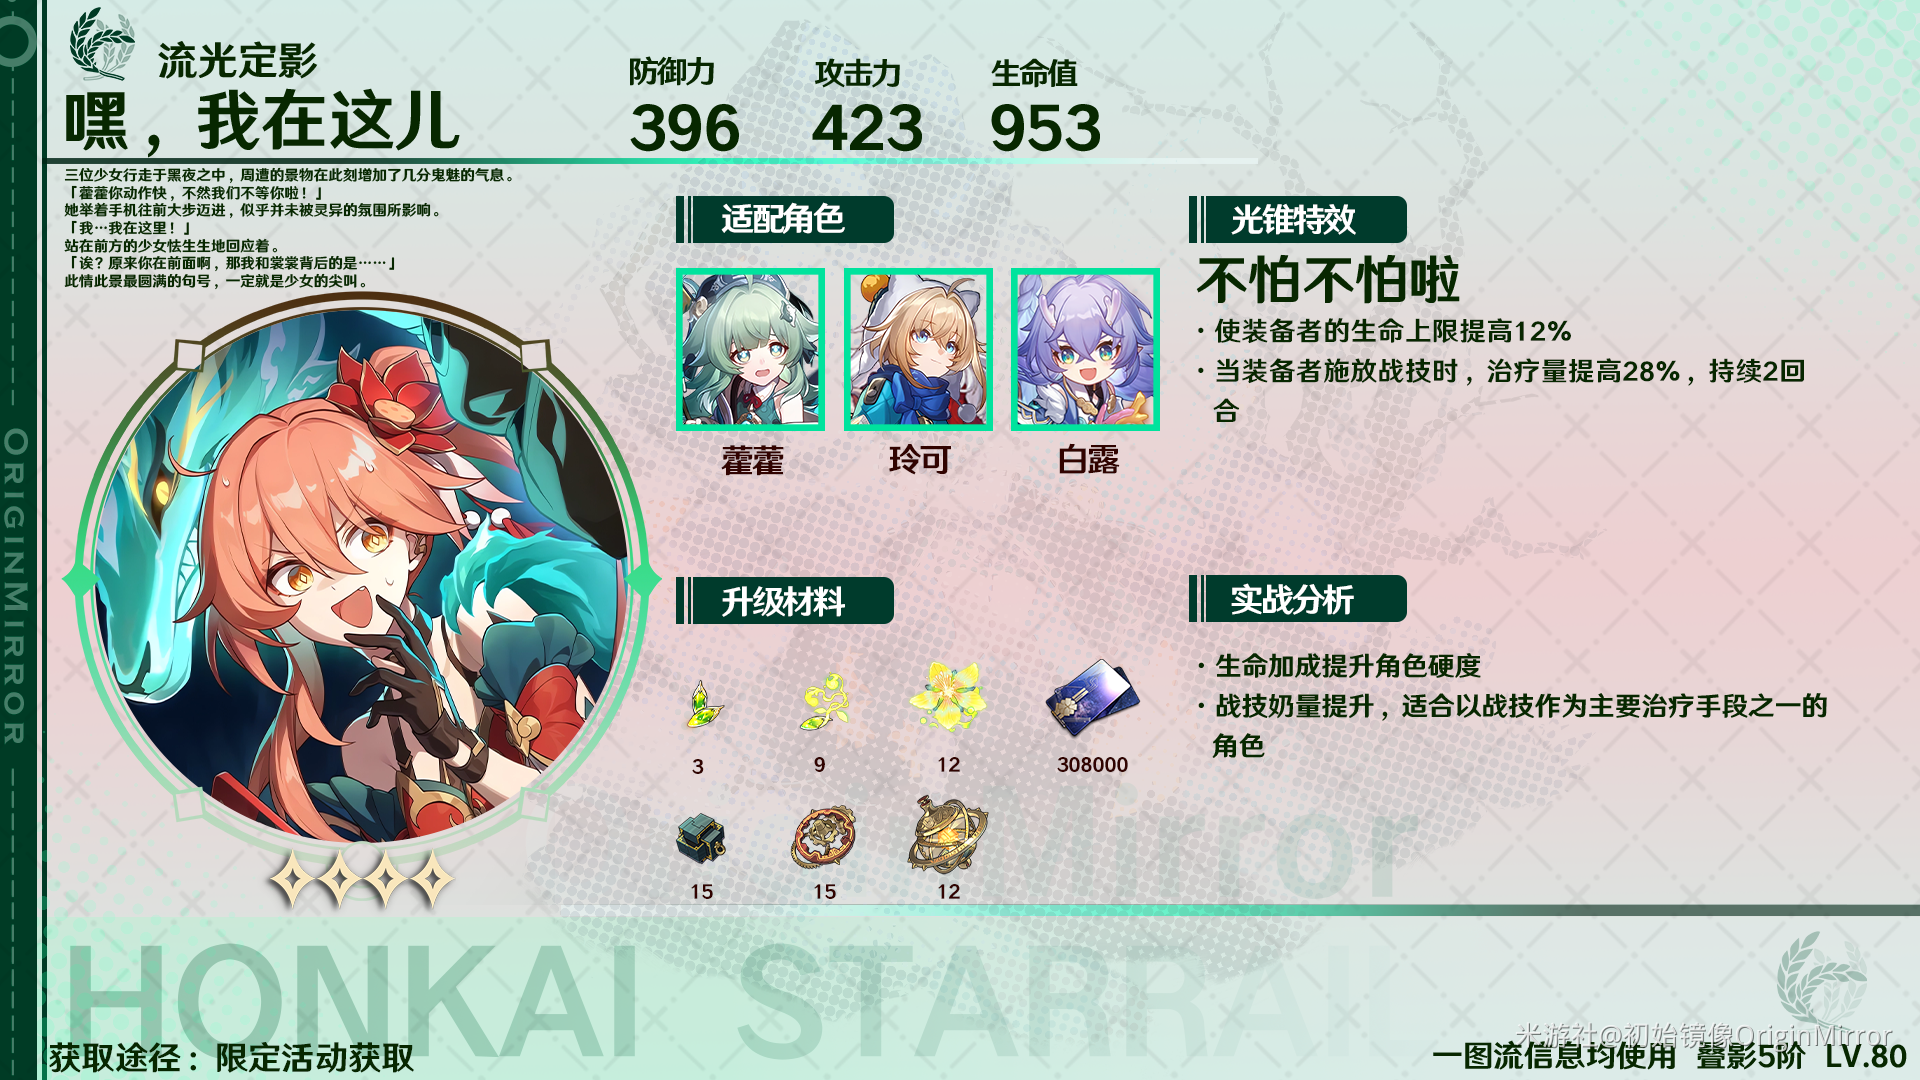 流光定影
嘿，我在这儿
防御力 攻击力 生命值
396 423 953
三位少女行走于黑夜之中，周遭的景物在此刻增加了几分鬼魅的气息。
「藿藿你动作快，不然我们不等你啦！」
她举着手机往前大步迈进，似乎并未被灵异的氛围所影响。
「我…我在这里！」
站在前方的少女怯生生地回应着。
「诶？原来你在前面啊，那我和裳裳背后的是……」
此情此景最圆满的句号，一定就是少女的尖叫。
适配角色
藿藿 玲可 白露
光锥特效
不怕不怕啦
· 使装备者的生命上限提高12%
· 当装备者施放战技时，治疗量提高28%，持续2回
合
升级材料
3 9 12 308000
15 15 12
实战分析
· 生命加成提升角色硬度
· 战技奶量提升，适合以战技作为主要治疗手段之一的
角色
ORIGINMIRROR
Mirror
HONKAI STARRAIL
获取途径：限定活动获取
米游社@初始镜像OriginMirror
一图流信息均使用 叠影5阶 LV.80